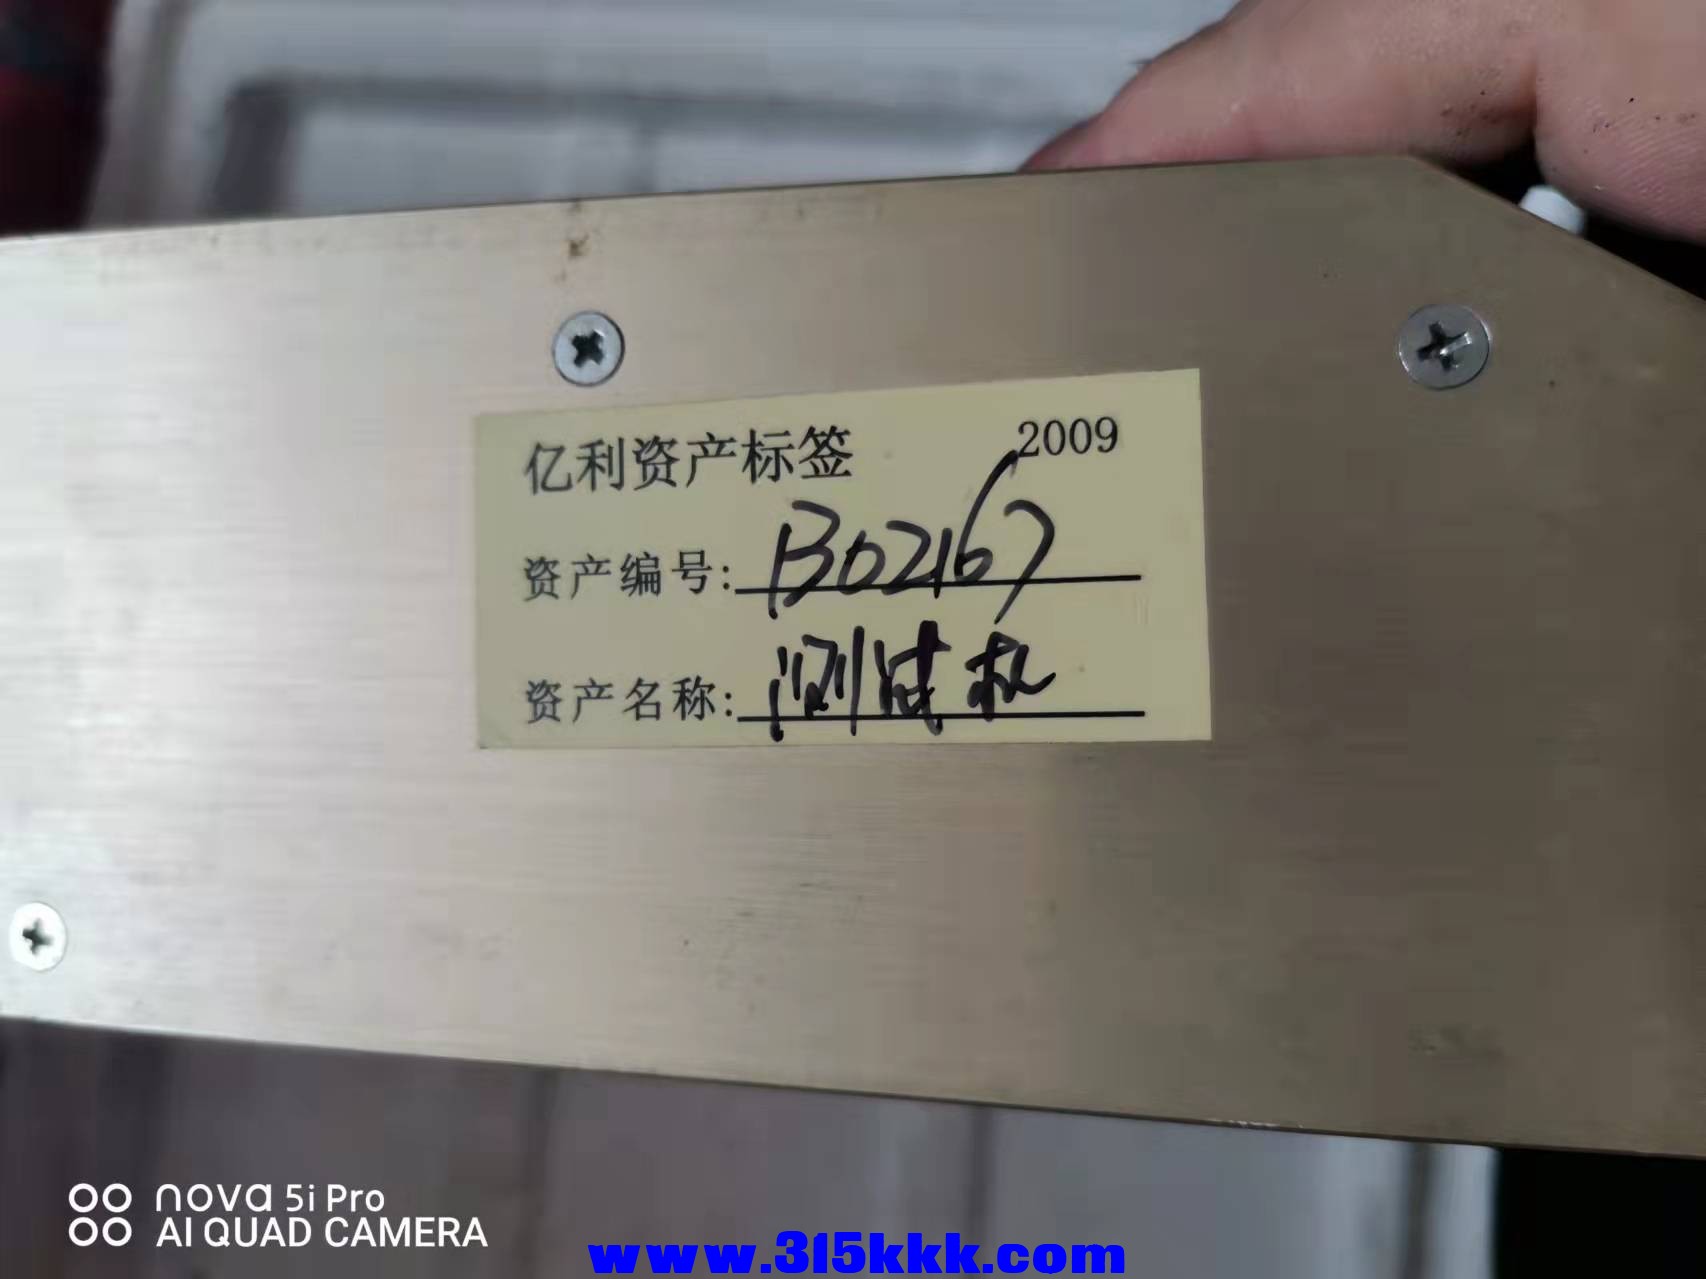 亿利资产标签 2009
资产编号: 1302167
资产名称: 测试机
nova 5i Pro
AI QUAD CAMERA
www.315kkk.com